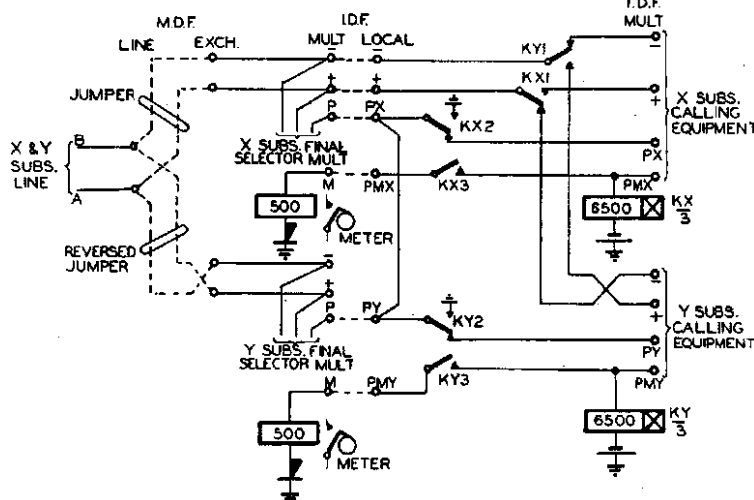 M.D.F.
I.D.F.
T.D.F.
MULT
LINE
EXCH.
MULT
LOCAL
KY1
−
−
−
JUMPER
+
+
KX1
+
X SUBS.
CALLING
EQUIPMENT
P
PX
KX2
X & Y
SUBS.
LINE
B
A
X SUBS. FINAL
SELECTOR MULT
PX
M
PMX
KX3
PMX
500
METER
6500
KX
3
REVERSED
JUMPER
−
−
+
+
Y SUBS.
CALLING
EQUIPMENT
P
PY
KY2
PY
Y SUBS. FINAL
SELECTOR MULT
M
PMY
KY3
PMY
500
METER
6500
KY
3